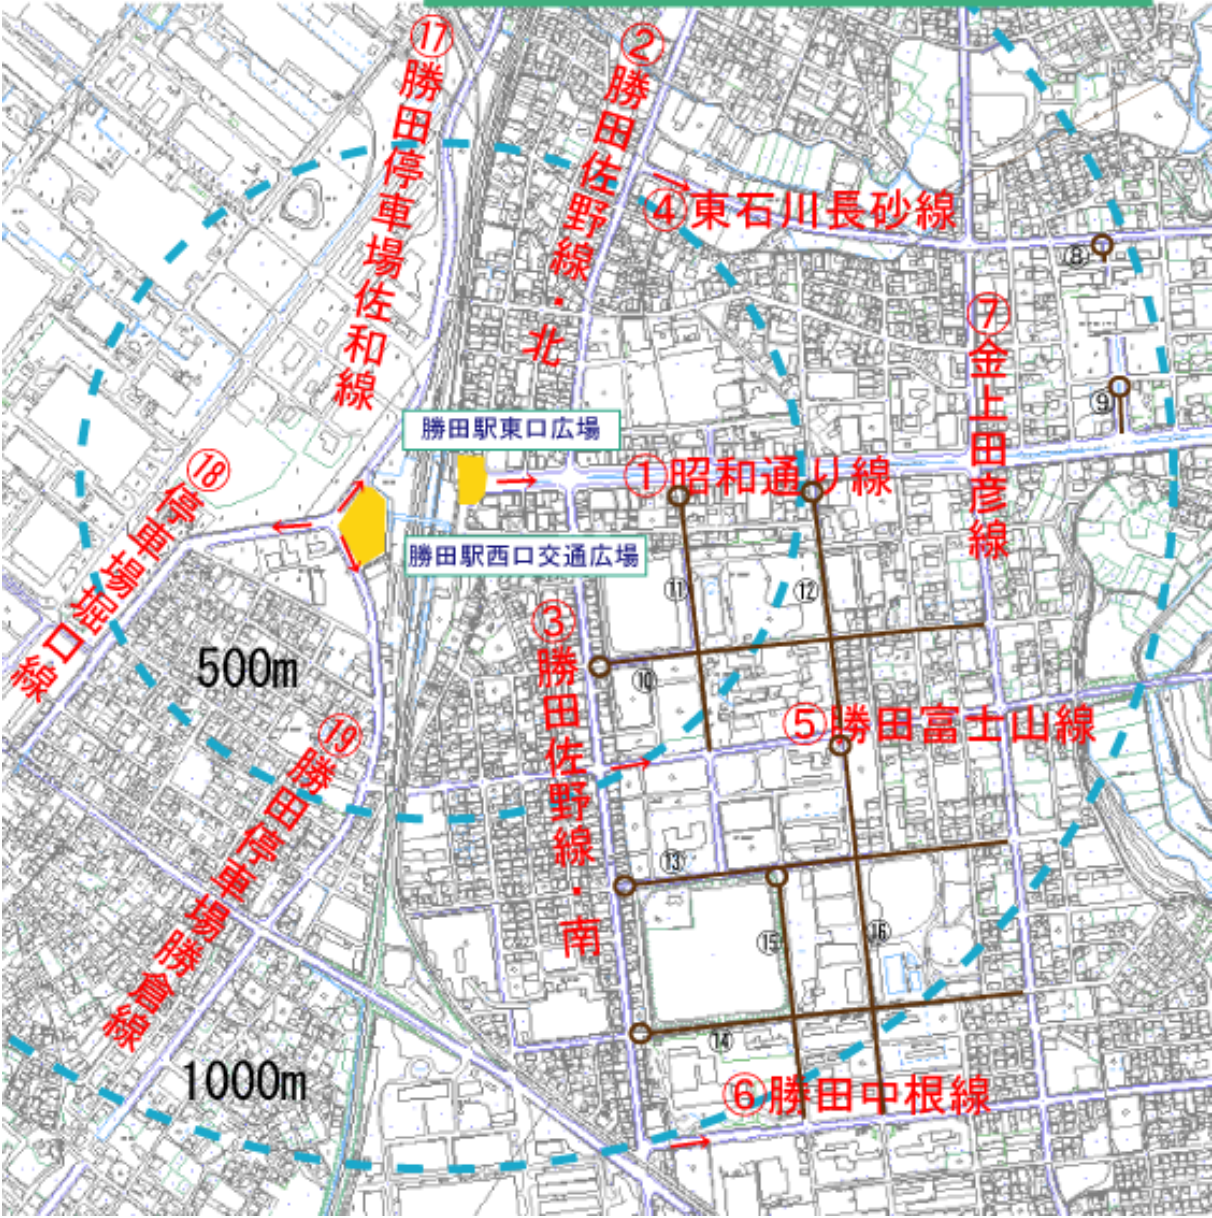 ⑰勝田停車場佐和線
②勝田佐野線・北
④東石川長砂線
⑧
⑦金上田彦線
⑨
勝田駅東口広場
①昭和通り線
⑱停車場堀口線
勝田駅西口交通広場
⑪
⑫
③勝田佐野線・南
500m
⑩
⑤勝田富士山線
⑲勝田停車場勝倉線
⑬
⑮
⑯
⑭
1000m
⑥勝田中根線